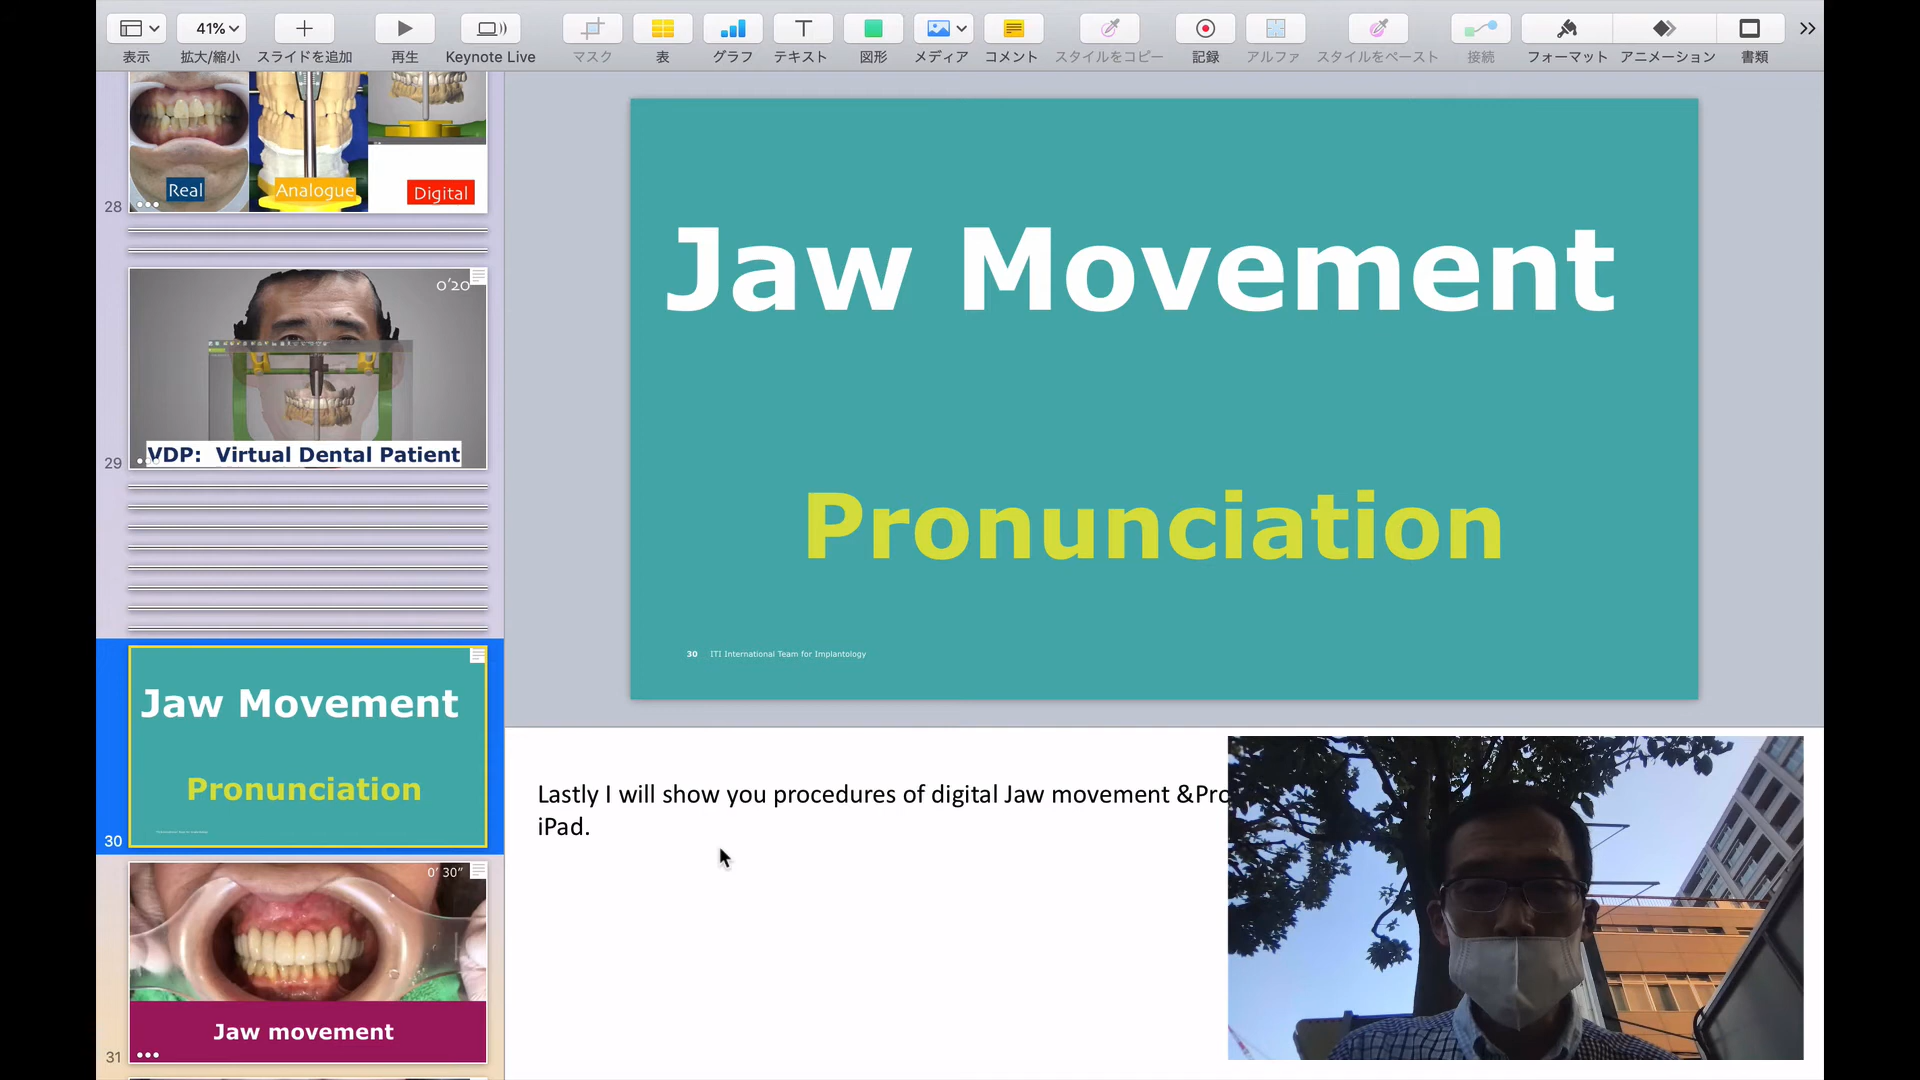 41%
表示
拡大/縮小
スライドを追加
再生
Keynote Live
マスク
表
グラフ
テキスト
図形
メディア
コメント
スタイルをコピー
記録
アルファ
スタイルをペースト
接続
フォーマット
アニメーション
書類
Real
Analogue
Digital
28
0'20
VDP: Virtual Dental Patient
29
Jaw Movement
Pronunciation
30
0' 30"
Jaw movement
31
Jaw Movement
Pronunciation
30 ITI International Team for Implantology
Lastly I will show you procedures of digital Jaw movement &Pro
iPad.